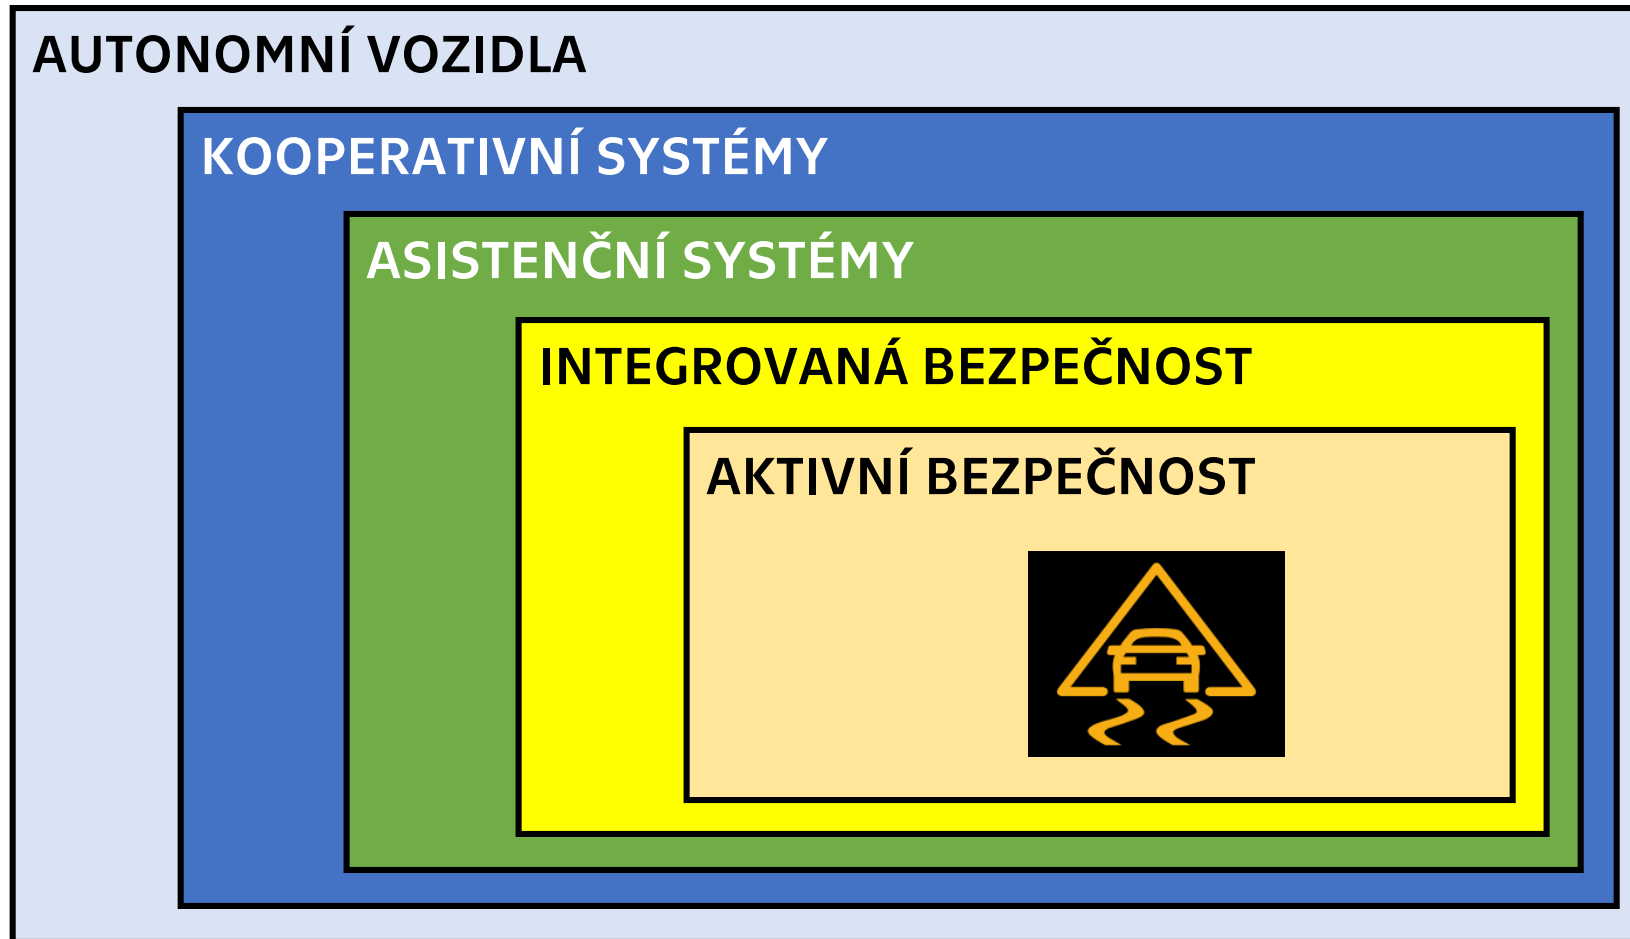 AUTONOMNÍ VOZIDLA
KOOPERATIVNÍ SYSTÉMY
ASISTENČNÍ SYSTÉMY
INTEGROVANÁ BEZPEČNOST
AKTIVNÍ BEZPEČNOST